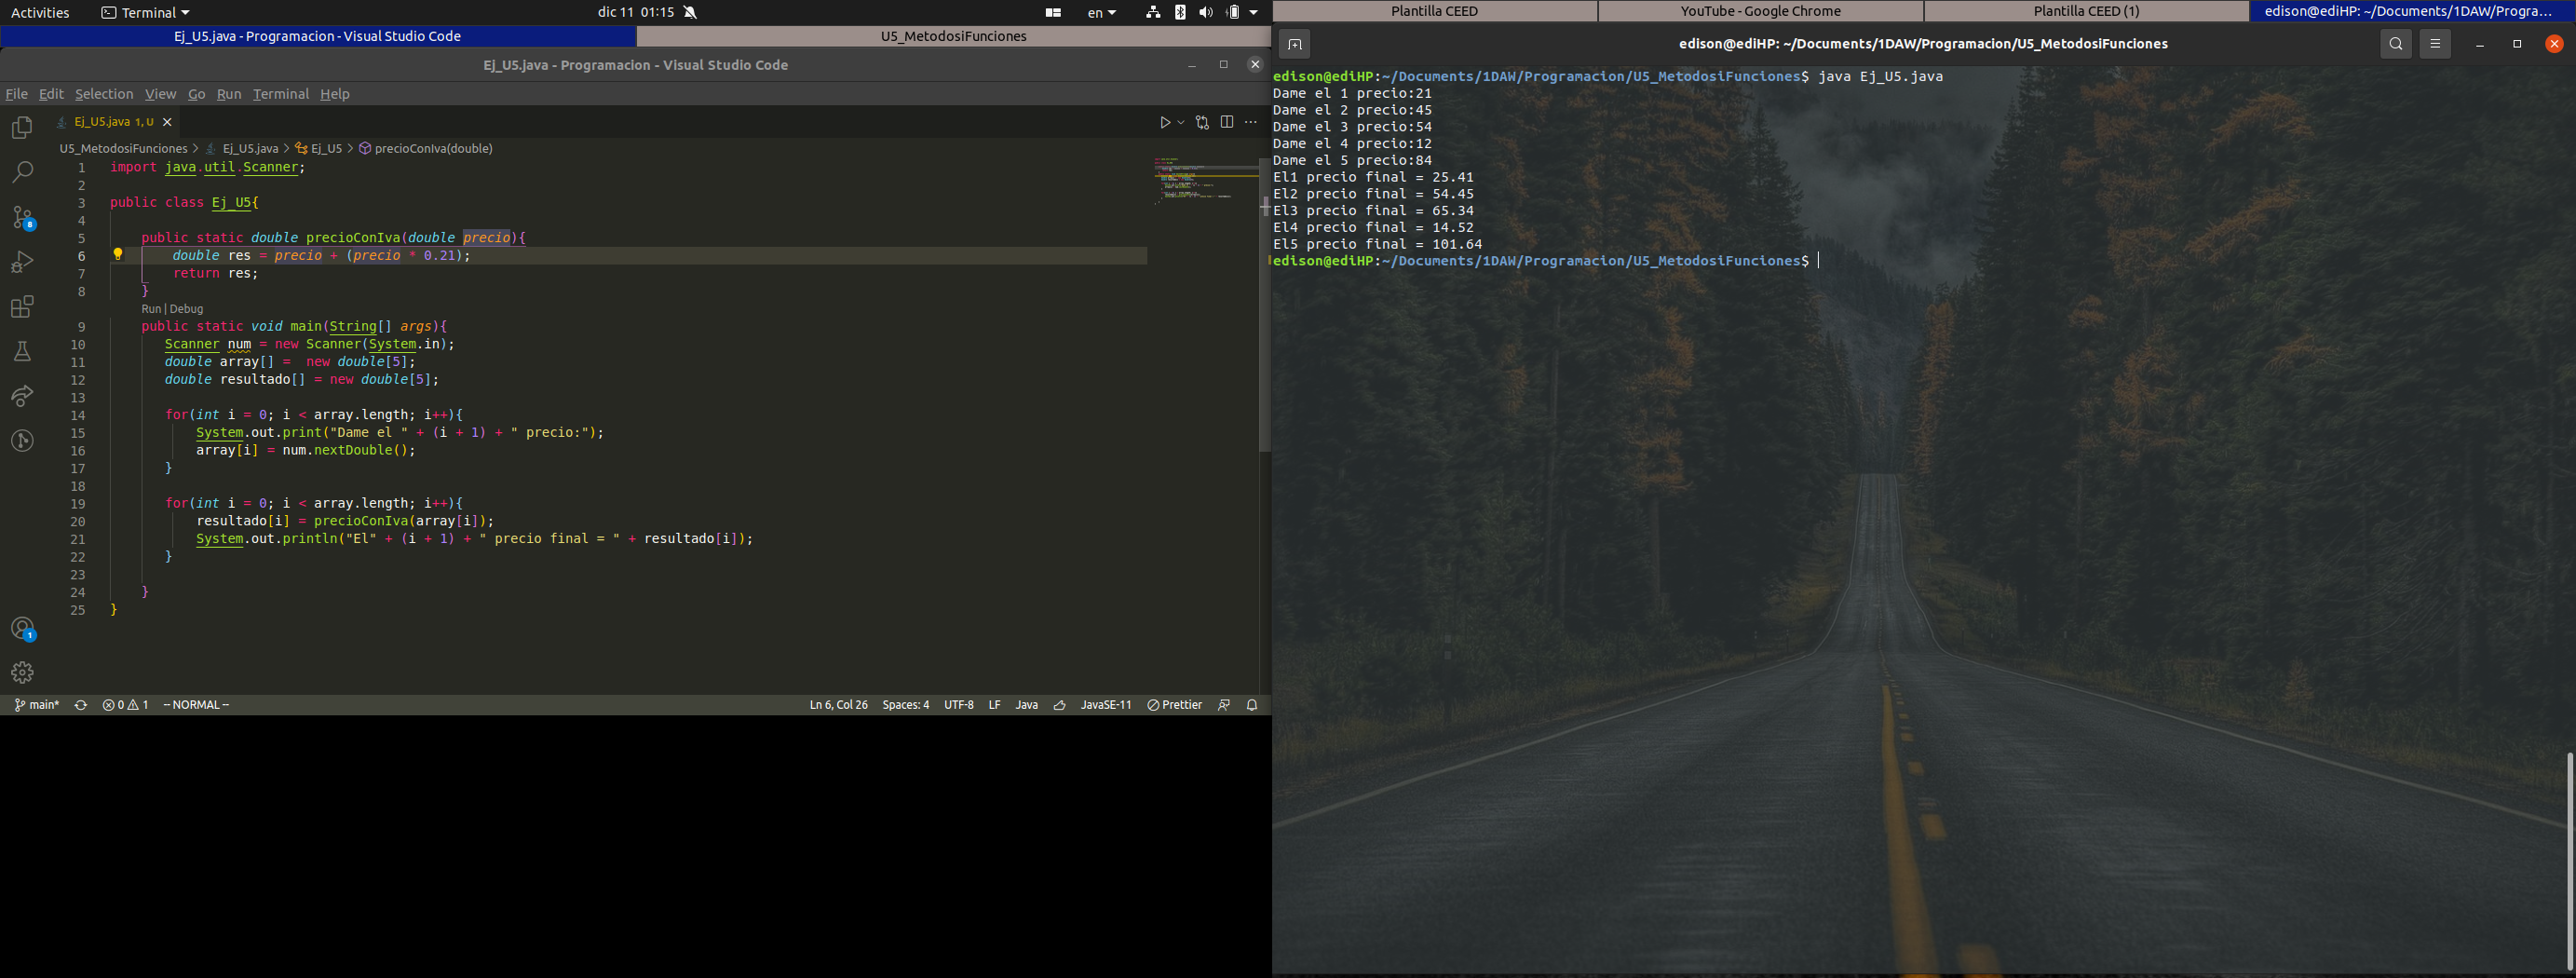 Activities Terminal dic 11 01:15 en
Ej_U5.java - Programacion - Visual Studio Code U5_MetodosiFunciones
Ej_U5.java - Programacion - Visual Studio Code
File Edit Selection View Go Run Terminal Help
Ej_U5.java 1, U
U5_MetodosiFunciones > Ej_U5.java > Ej_U5 > precioConIva(double)
1 import java.util.Scanner;
2
3 public class Ej_U5{
4
5 public static double precioConIva(double precio){
6 double res = precio + (precio * 0.21);
7 return res;
8 }
Run | Debug
9 public static void main(String[] args){
10 Scanner num = new Scanner(System.in);
11 double array[] =  new double[5];
12 double resultado[] = new double[5];
13
14 for(int i = 0; i < array.length; i++){
15 System.out.print("Dame el " + (i + 1) + " precio:");
16 array[i] = num.nextDouble();
17 }
18
19 for(int i = 0; i < array.length; i++){
20 resultado[i] = precioConIva(array[i]);
21 System.out.println("El" + (i + 1) + " precio final = " + resultado[i]);
22 }
23
24 }
25 }
8
1
main* 0 1 -- NORMAL -- Ln 6, Col 26 Spaces: 4 UTF-8 LF Java JavaSE-11 Prettier
Plantilla CEED YouTube - Google Chrome Plantilla CEED (1) edison@ediHP: ~/Documents/1DAW/Progra...
edison@ediHP: ~/Documents/1DAW/Programacion/U5_MetodosiFunciones
edison@ediHP:~/Documents/1DAW/Programacion/U5_MetodosiFunciones$ java Ej_U5.java
Dame el 1 precio:21
Dame el 2 precio:45
Dame el 3 precio:54
Dame el 4 precio:12
Dame el 5 precio:84
El1 precio final = 25.41
El2 precio final = 54.45
El3 precio final = 65.34
El4 precio final = 14.52
El5 precio final = 101.64
edison@ediHP:~/Documents/1DAW/Programacion/U5_MetodosiFunciones$